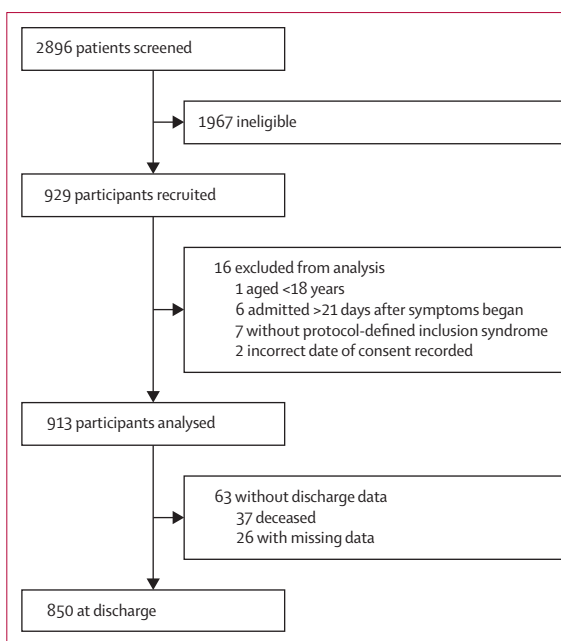 2896 patients screened
1967 ineligible
929 participants recruited
16 excluded from analysis
1 aged <18 years
6 admitted >21 days after symptoms began
7 without protocol-defined inclusion syndrome
2 incorrect date of consent recorded
913 participants analysed
63 without discharge data
37 deceased
26 with missing data
850 at discharge